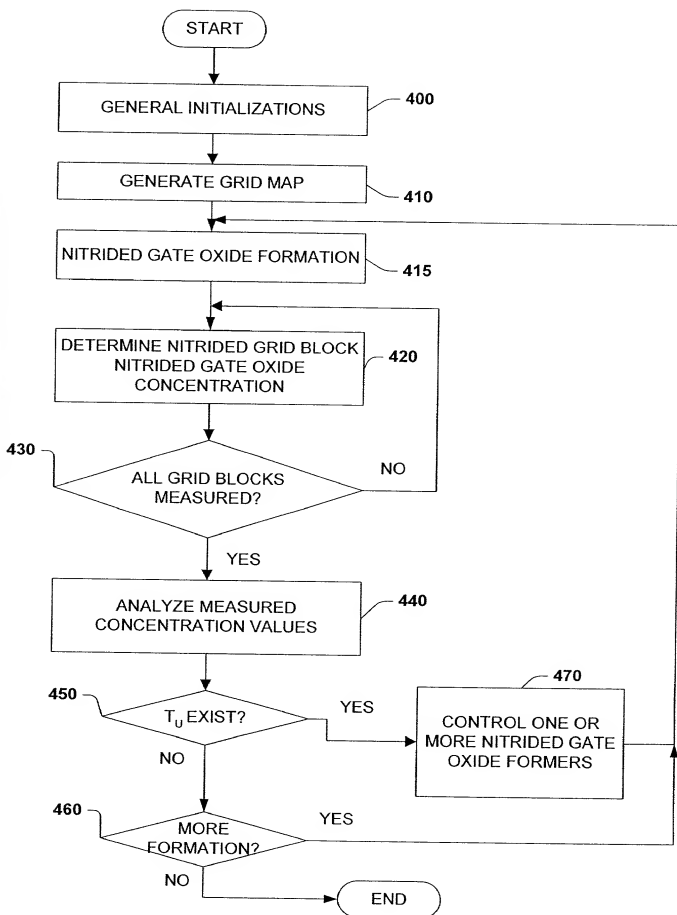 START
GENERAL INITIALIZATIONS
400
GENERATE GRID MAP
410
NITRIDED GATE OXIDE FORMATION
415
DETERMINE NITRIDED GRID BLOCK
NITRIDED GATE OXIDE
CONCENTRATION
420
430
ALL GRID BLOCKS
MEASURED?
NO
YES
ANALYZE MEASURED
CONCENTRATION VALUES
440
450
TU EXIST?
YES
NO
470
CONTROL ONE OR
MORE NITRIDED GATE
OXIDE FORMERS
460
MORE
FORMATION?
YES
NO
END